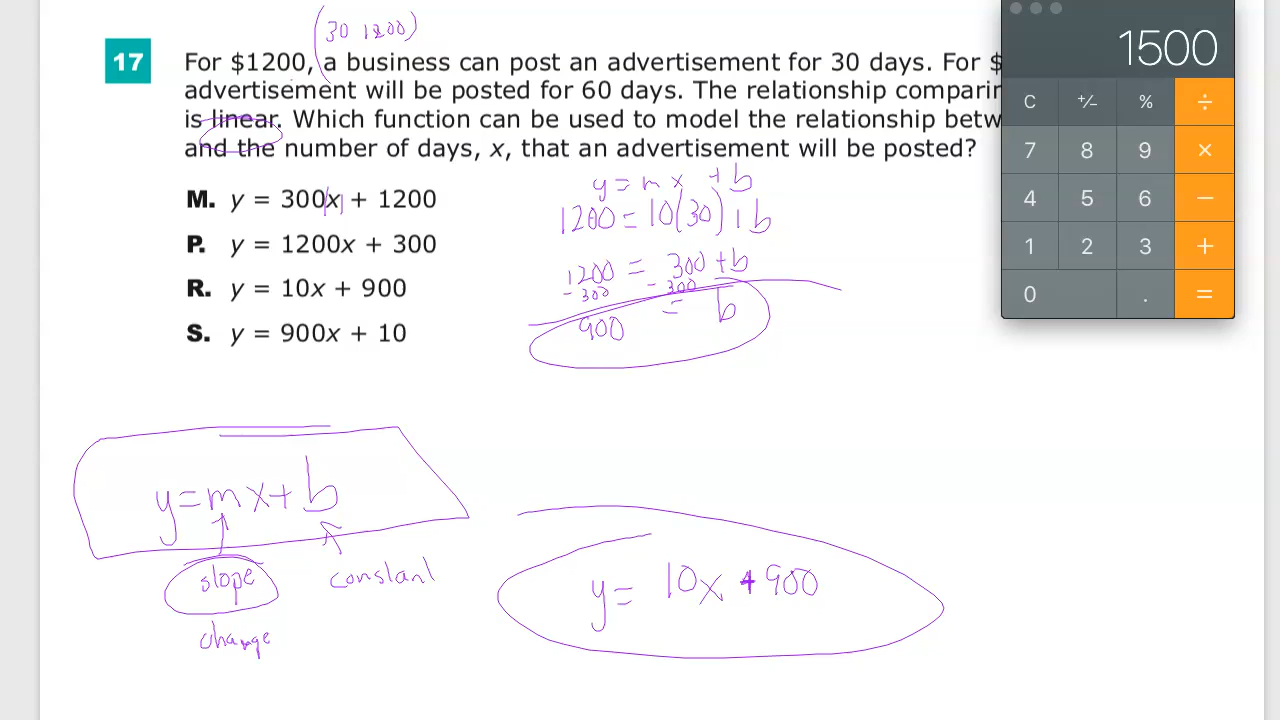 (30 1200)
17 For $1200, a business can post an advertisement for 30 days. For $
advertisement will be posted for 60 days. The relationship comparin
is linear. Which function can be used to model the relationship betw
and the number of days, x, that an advertisement will be posted?
M. y = 300x + 1200
P. y = 1200x + 300
R. y = 10x + 900
S. y = 900x + 10
y = m x + b
1200 = 10(30) + b
1200 = 300 + b
- 300 - 300
900 = b
y = mx + b
slope
constant
change
y = 10x + 900
1500
C +/- % ÷
7 8 9 ×
4 5 6 −
1 2 3 +
0 . =